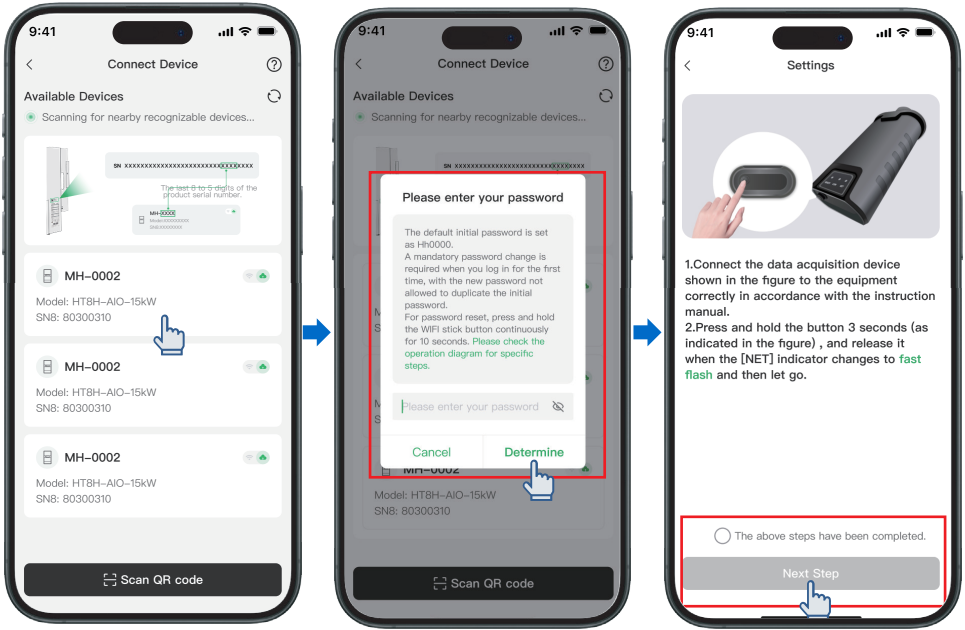 9:41
Connect Device
Available Devices
Scanning for nearby recognizable devices...
SN XXXXXXXXXXXXXXXXXXXXXXXXXXXXXX
The last 8 to 5 digits of the
product serial number.
MH-XXXX
MH-0002
Model: HT8H-AIO-15kW
SN8: 80300310
MH-0002
Model: HT8H-AIO-15kW
SN8: 80300310
MH-0002
Model: HT8H-AIO-15kW
SN8: 80300310
Scan QR code
9:41
Connect Device
Available Devices
Scanning for nearby recognizable devices...
Please enter your password
The default initial password is set
as Hh0000.
A mandatory password change is
required when you log in for the first
time, with the new password not
allowed to duplicate the initial
password.
For password reset, press and hold
the WIFI stick button continuously
for 10 seconds. Please check the
operation diagram for specific
steps.
Please enter your password
Cancel
Determine
MH-0002
Model: HT8H-AIO-15kW
SN8: 80300310
Scan QR code
9:41
Settings
1.Connect the data acquisition device
shown in the figure to the equipment
correctly in accordance with the instruction
manual.
2.Press and hold the button 3 seconds (as
indicated in the figure) , and release it
when the [NET] indicator changes to fast
flash and then let go.
The above steps have been completed.
Next Step